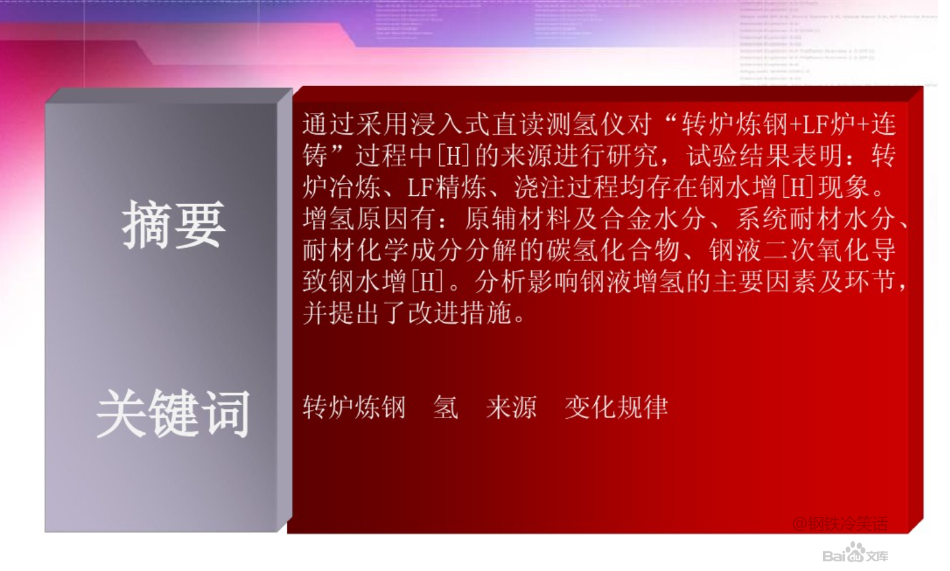 摘要
通过采用浸入式直读测氢仪对“转炉炼钢+LF炉+连
铸”过程中[H]的来源进行研究，试验结果表明：转
炉冶炼、LF精炼、浇注过程均存在钢水增[H]现象。
增氢原因有：原辅材料及合金水分、系统耐材水分、
耐材化学成分分解的碳氢化合物、钢液二次氧化导
致钢水增[H]。分析影响钢液增氢的主要因素及环节，
并提出了改进措施。
关键词
转炉炼钢 氢 来源 变化规律
@钢铁冷笑话
Bai度文库